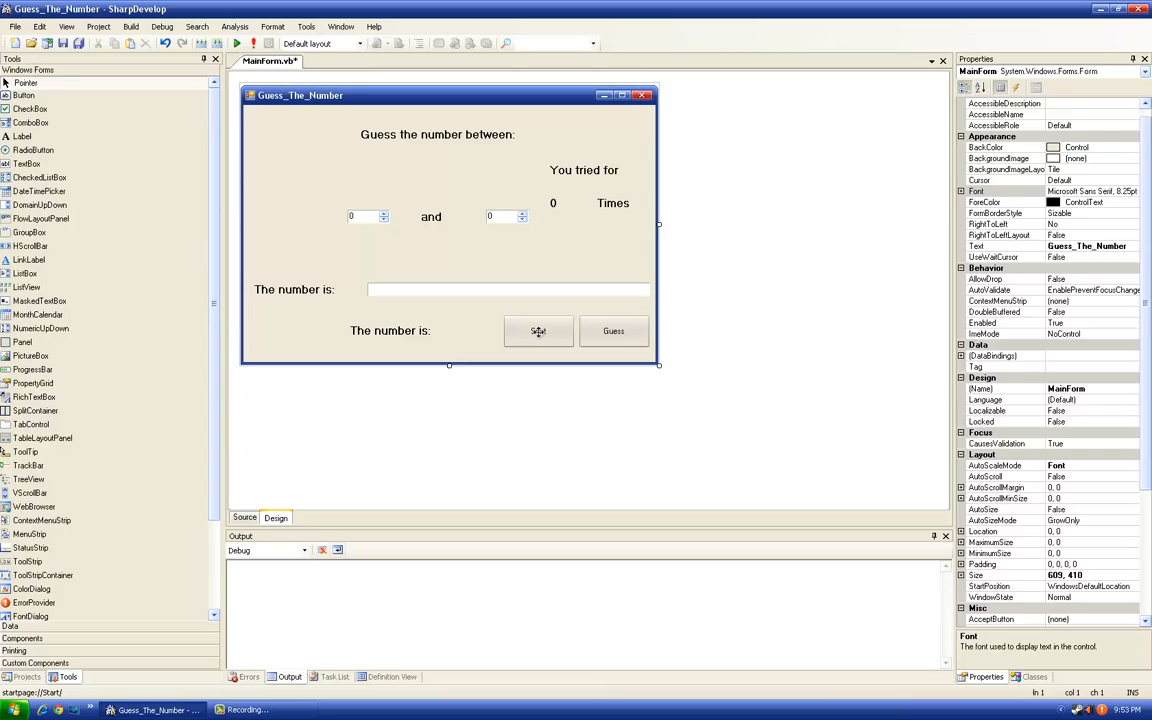 Guess_The_Number - SharpDevelop
File Edit View Project Build Debug Search Analysis Format Tools Window Help
Default layout
Tools
Windows Forms
Pointer
Button
CheckBox
ComboBox
Label
RadioButton
TextBox
CheckedListBox
DateTimePicker
DomainUpDown
FlowLayoutPanel
GroupBox
HScrollBar
LinkLabel
ListBox
ListView
MaskedTextBox
MonthCalendar
NumericUpDown
Panel
PictureBox
ProgressBar
PropertyGrid
RichTextBox
SplitContainer
TabControl
TableLayoutPanel
ToolTip
TrackBar
TreeView
VScrollBar
WebBrowser
ContextMenuStrip
MenuStrip
StatusStrip
ToolStrip
ToolStripContainer
ColorDialog
ErrorProvider
FontDialog
Data
Components
Printing
Custom Components
Projects Tools
MainForm.vb*
Guess_The_Number
Guess the number between:
You tried for
0 Times
0 and 0
The number is:
The number is:
Guess
Source Design
Output
Debug
Errors Output Task List Definition View
Properties
MainForm System.Windows.Forms.Form
AccessibleDescription
AccessibleName
AccessibleRole Default
Appearance
BackColor Control
BackgroundImage (none)
BackgroundImageLayo Tile
Cursor Default
Font Microsoft Sans Serif, 8.25pt
ForeColor ControlText
FormBorderStyle Sizable
RightToLeft No
RightToLeftLayout False
Text Guess_The_Number
UseWaitCursor False
Behavior
AllowDrop False
AutoValidate EnablePreventFocusChange
ContextMenuStrip (none)
DoubleBuffered False
Enabled True
ImeMode NoControl
Data
(DataBindings)
Tag
Design
(Name) MainForm
Language (Default)
Localizable False
Locked False
Focus
CausesValidation True
Layout
AutoScaleMode Font
AutoScroll False
AutoScrollMargin 0, 0
AutoScrollMinSize 0, 0
AutoSize False
AutoSizeMode GrowOnly
Location 0, 0
MaximumSize 0, 0
MinimumSize 0, 0
Padding 0, 0, 0, 0
Size 609, 410
StartPosition WindowsDefaultLocation
WindowState Normal
Misc
AcceptButton (none)
Font
The font used to display text in the control.
Properties Classes
startpage://Start/
ln 1 col 1 ch 1 INS
start
Guess_The_Number - ...
Recording...
9:53 PM